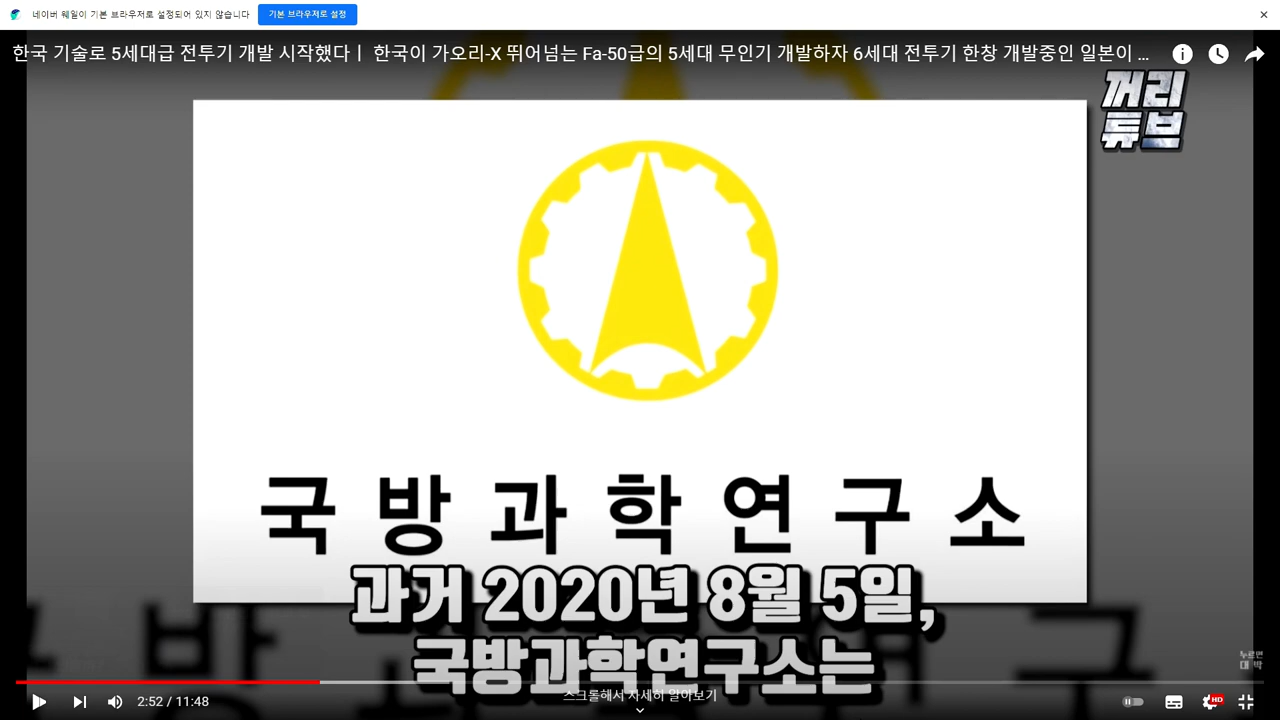 네이버 웨일이 기본 브라우저로 설정되어 있지 않습니다 기본 브라우저로 설정
한국 기술로 5세대급 전투기 개발 시작했다ㅣ 한국이 가오리-X 뛰어넘는 Fa-50급의 5세대 무인기 개발하자 6세대 전투기 한창 개발중인 일본이 ...
꺼리
튜브
국방과학연구소
과거 2020년 8월 5일,
국방과학연구소는
누르면
대박
스크롤해서 자세히 알아보기
2:52 / 11:48
HD